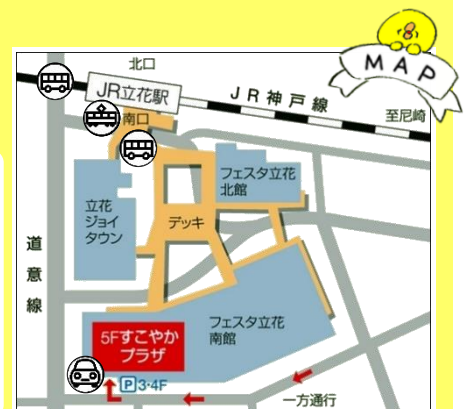 MAP
北口
JR立花駅
JR神戸線
至尼崎
南口
フェスタ立花
北館
立花
ジョイ
タウン
デッキ
道意線
フェスタ立花
南館
5Fすこやか
プラザ
P 3・4F
一方通行